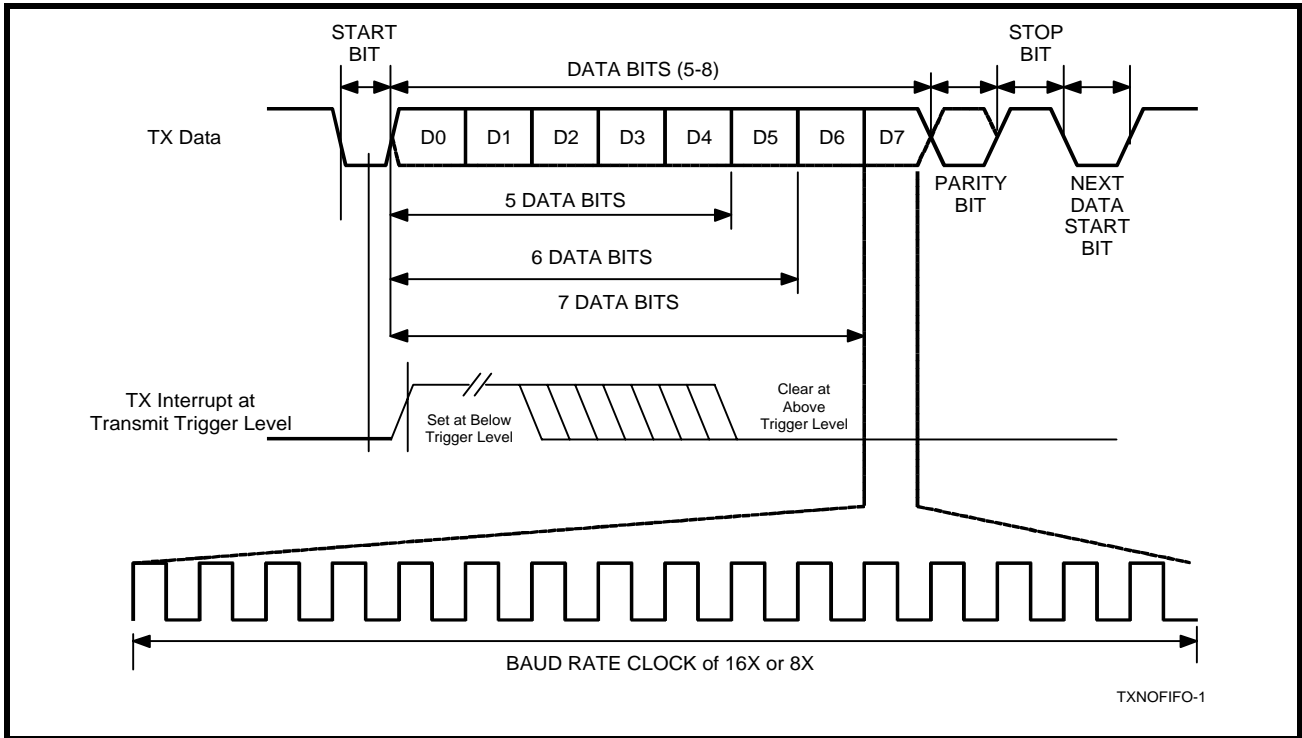 START
BIT
DATA BITS (5-8)
STOP
BIT
TX Data
D0 D1 D2 D3 D4 D5 D6 D7
PARITY
BIT
NEXT
DATA
START
BIT
5 DATA BITS
6 DATA BITS
7 DATA BITS
TX Interrupt at
Transmit Trigger Level
Set at Below
Trigger Level
Clear at
Above
Trigger Level
BAUD RATE CLOCK of 16X or 8X
TXNOFIFO-1